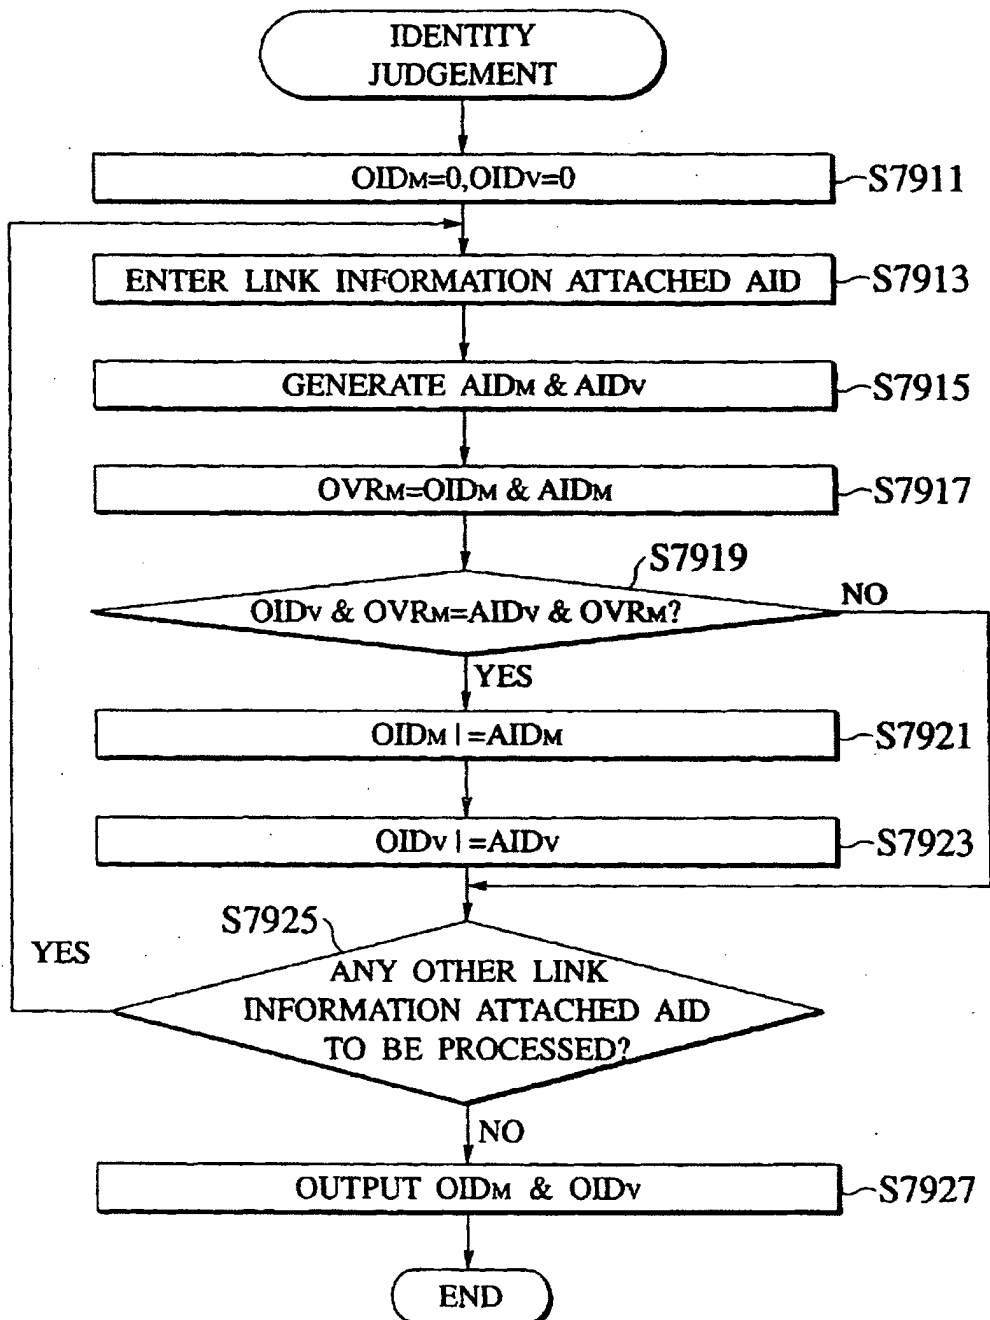 IDENTITY
JUDGEMENT
OIDM=0,OIDV=0
S7911
ENTER LINK INFORMATION ATTACHED AID
S7913
GENERATE AIDM & AIDV
S7915
OVRM=OIDM & AIDM
S7917
S7919
OIDV & OVRM=AIDV & OVRM?
NO
YES
OIDM |=AIDM
S7921
OIDV |=AIDV
S7923
S7925
YES
ANY OTHER LINK
INFORMATION ATTACHED AID
TO BE PROCESSED?
NO
OUTPUT OIDM & OIDV
S7927
END